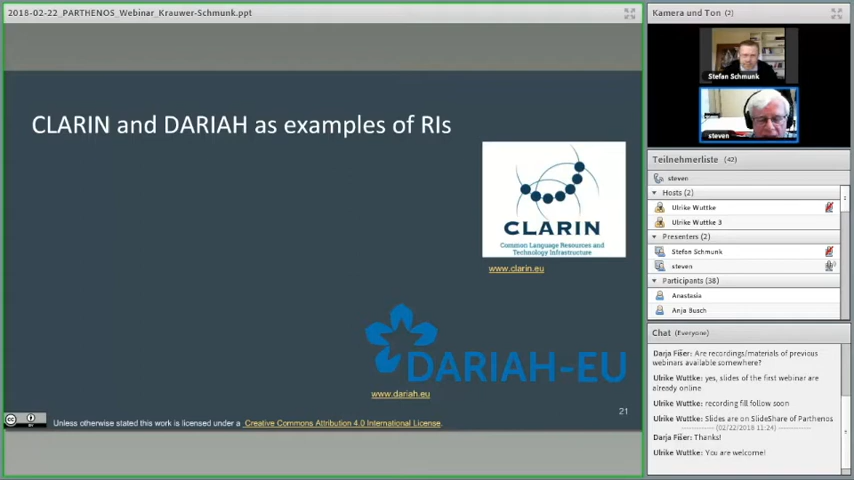 2018-02-22_PARTHENOS_Webinar_Krauwer-Schmunk.ppt
CLARIN and DARIAH as examples of RIs
CLARIN
Common Language Resources and
Technology Infrastructure
www.clarin.eu
DARIAH-EU
www.dariah.eu
21
cc
BY
Unless otherwise stated this work is licensed under a Creative Commons Attribution 4.0 International License.
Kamera und Ton (2)
Stefan Schmunk
steven
Teilnehmerliste (42)
steven
Hosts (2)
Ulrike Wuttke
Ulrike Wuttke 3
Presenters (2)
Stefan Schmunk
steven
Participants (38)
Anastasia
Anja Busch
Chat (Everyone)
Darja Fišer: Are recordings/materials of previous
webinars available somewhere?
Ulrike Wuttke: yes, slides of the first webinar are
already online
Ulrike Wuttke: recording fill follow soon
Ulrike Wuttke: Slides are on SlideShare of Parthenos
(02/22/2018 11:24)
Darja Fišer: Thanks!
Ulrike Wuttke: You are welcome!